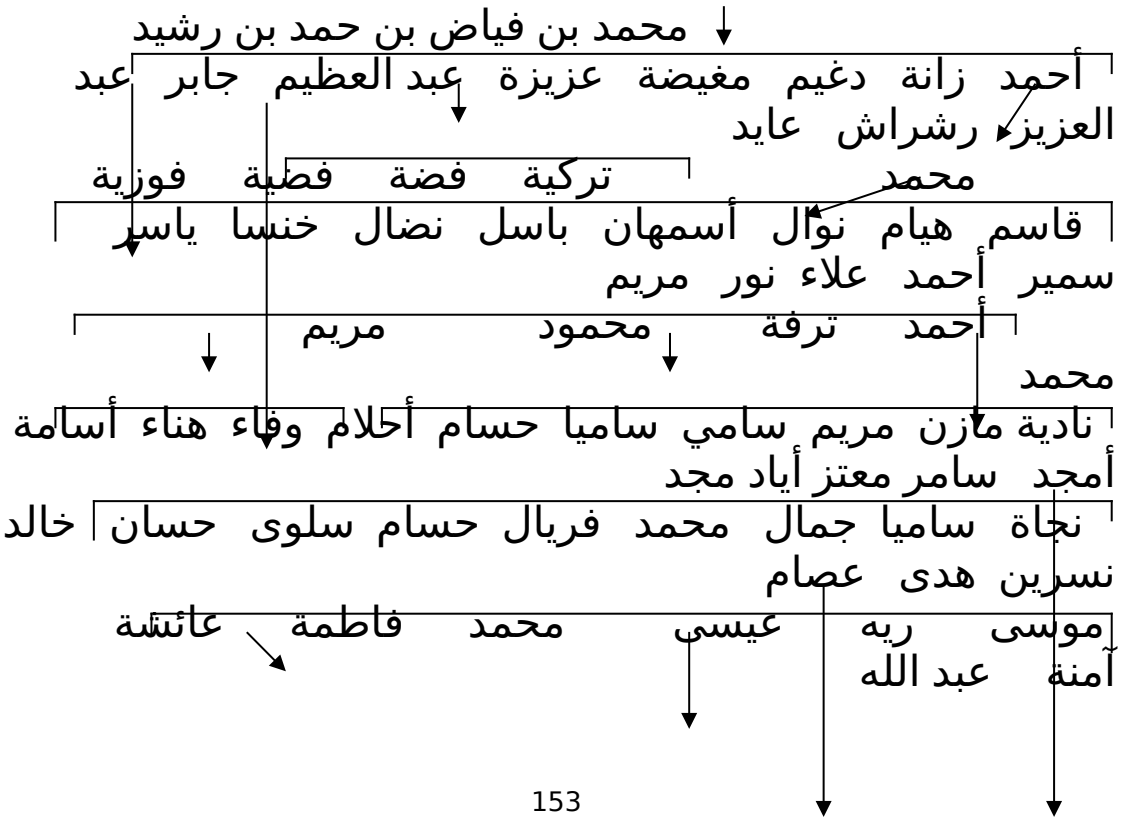 محمد بن فياض بن حمد بن رشيد
أحمد زانة دغيم مغيضة عزيزة عبد العظيم جابر عبد
العزيز رشراش عايد
محمد تركية فضة فضية فوزية
قاسم هيام نوال أسمهان باسل نضال خنسا ياسر
سمير أحمد علاء نور مريم
أحمد ترفة محمود مريم
محمد
نادية مازن مريم سامي ساميا حسام أحلام وفاء هناء أسامة
أمجد سامر معتز أياد مجد
نجاة ساميا جمال محمد فريال حسام سلوى حسان خالد
نسرين هدى عصام
موسى ريه عيسى محمد فاطمة عائشة
آمنة عبد الله
153